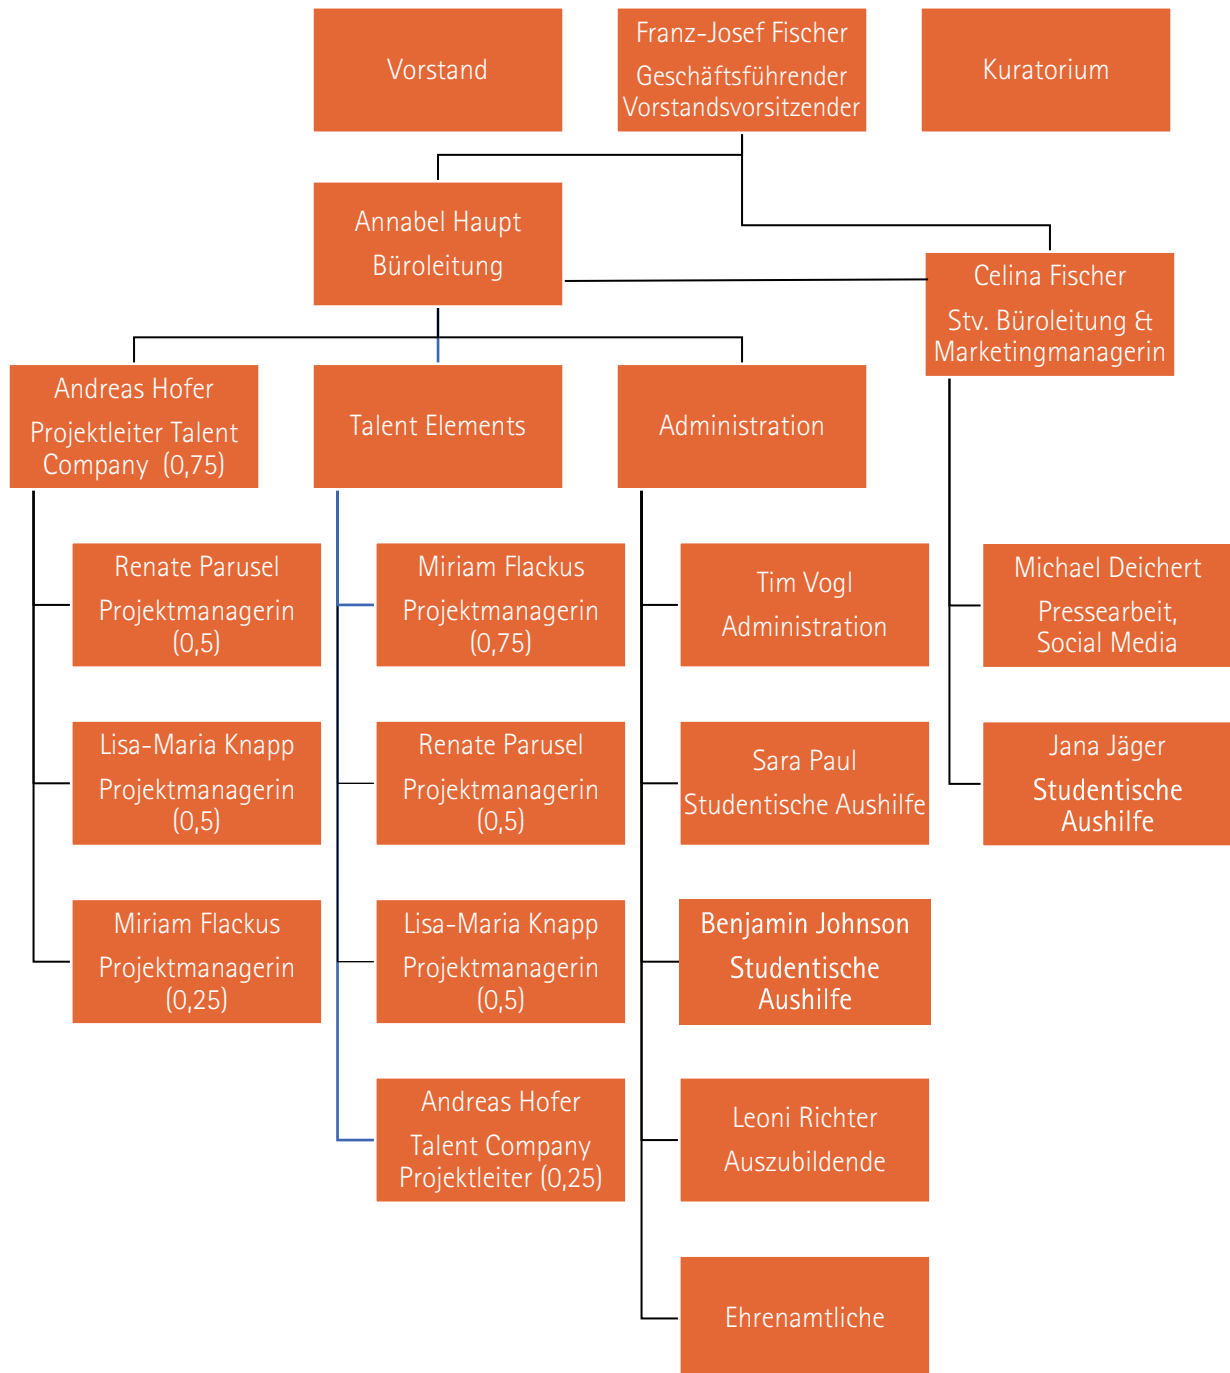 Vorstand
Franz-Josef Fischer
Geschäftsführender
Vorstandsvorsitzender
Kuratorium
Annabel Haupt
Büroleitung
Celina Fischer
Stv. Büroleitung &
Marketingmanagerin
Andreas Hofer
Projektleiter Talent
Company (0,75)
Talent Elements
Administration
Renate Parusel
Projektmanagerin
(0,5)
Miriam Flackus
Projektmanagerin
(0,75)
Tim Vogl
Administration
Michael Deichert
Pressearbeit,
Social Media
Lisa-Maria Knapp
Projektmanagerin
(0,5)
Renate Parusel
Projektmanagerin
(0,5)
Sara Paul
Studentische Aushilfe
Jana Jäger
Studentische
Aushilfe
Miriam Flackus
Projektmanagerin
(0,25)
Lisa-Maria Knapp
Projektmanagerin
(0,5)
Benjamin Johnson
Studentische
Aushilfe
Andreas Hofer
Talent Company
Projektleiter (0,25)
Leoni Richter
Auszubildende
Ehrenamtliche